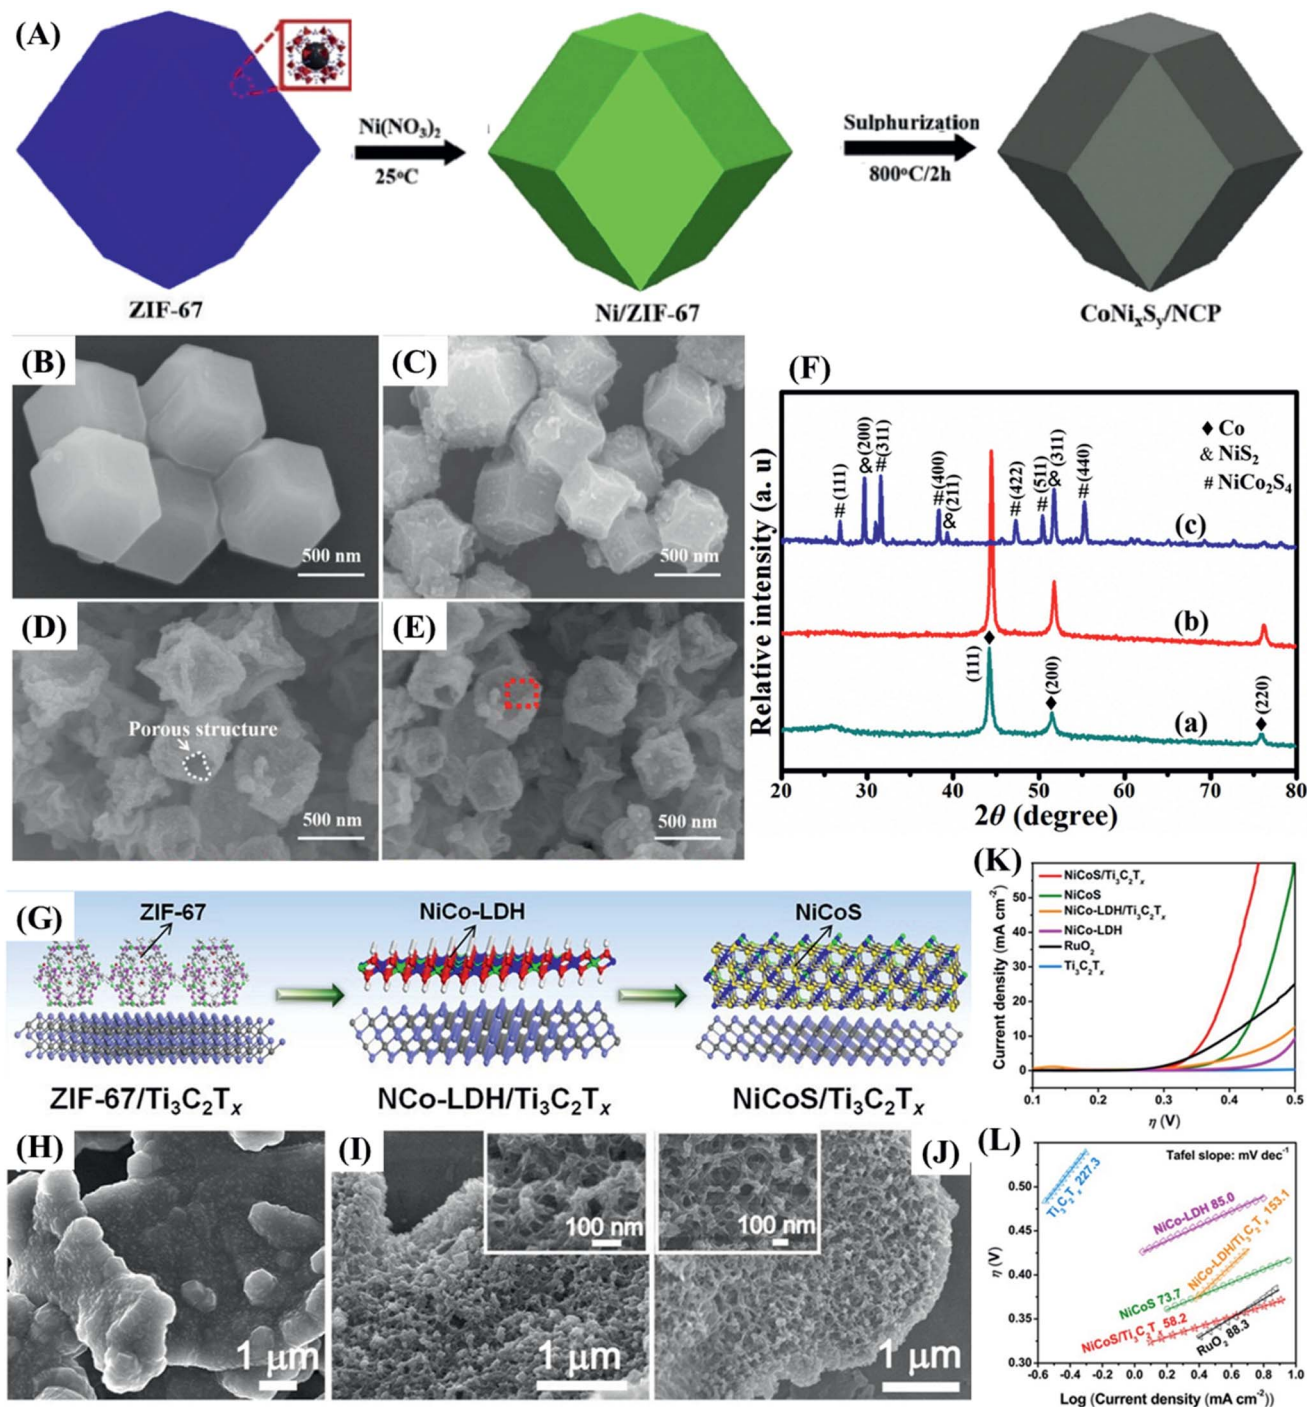 (A)
Ni(NO₃)₂
25°C
Sulphurization
800°C/2h
ZIF-67
Ni/ZIF-67
CoNiₓSᵧ/NCP
(B)
500 nm
(C)
500 nm
(D)
Porous structure
500 nm
(E)
500 nm
(F)
Relative intensity (a. u)
#(111)
&(200)
#(311)
#(400)
&(211)
#(422)
#(511)
&(311)
#(440)
♦ Co
& NiS₂
# NiCo₂S₄
(c)
(b)
(111)
♦
♦(200)
(a)
♦(220)
20 30 40 50 60 70 80
2θ (degree)
(G)
ZIF-67
NiCo-LDH
NiCoS
ZIF-67/Ti₃C₂Tₓ
NCo-LDH/Ti₃C₂Tₓ
NiCoS/Ti₃C₂Tₓ
(H)
1 μm
(I)
100 nm
1 μm
(J)
100 nm
1 μm
(K)
Current density (mA cm⁻²)
60
50
40
30
20
10
0
NiCoS/Ti₃C₂Tₓ
NiCoS
NiCo-LDH/Ti₃C₂Tₓ
NiCo-LDH
RuO₂
Ti₃C₂Tₓ
0.1 0.2 0.3 0.4 0.5
η (V)
(L)
η (V)
0.50
0.45
0.40
0.35
0.30
Tafel slope: mV dec⁻¹
Ti₃C₂Tₓ 227.3
NiCo-LDH 85.0
NiCo-LDH/Ti₃C₂Tₓ 153.1
NiCoS 73.7
NiCoS/Ti₃C₂Tₓ 58.2
RuO₂ 88.3
-0.6 -0.4 -0.2 0.0 0.2 0.4 0.6 0.8 1.0
Log (Current density (mA cm⁻²))